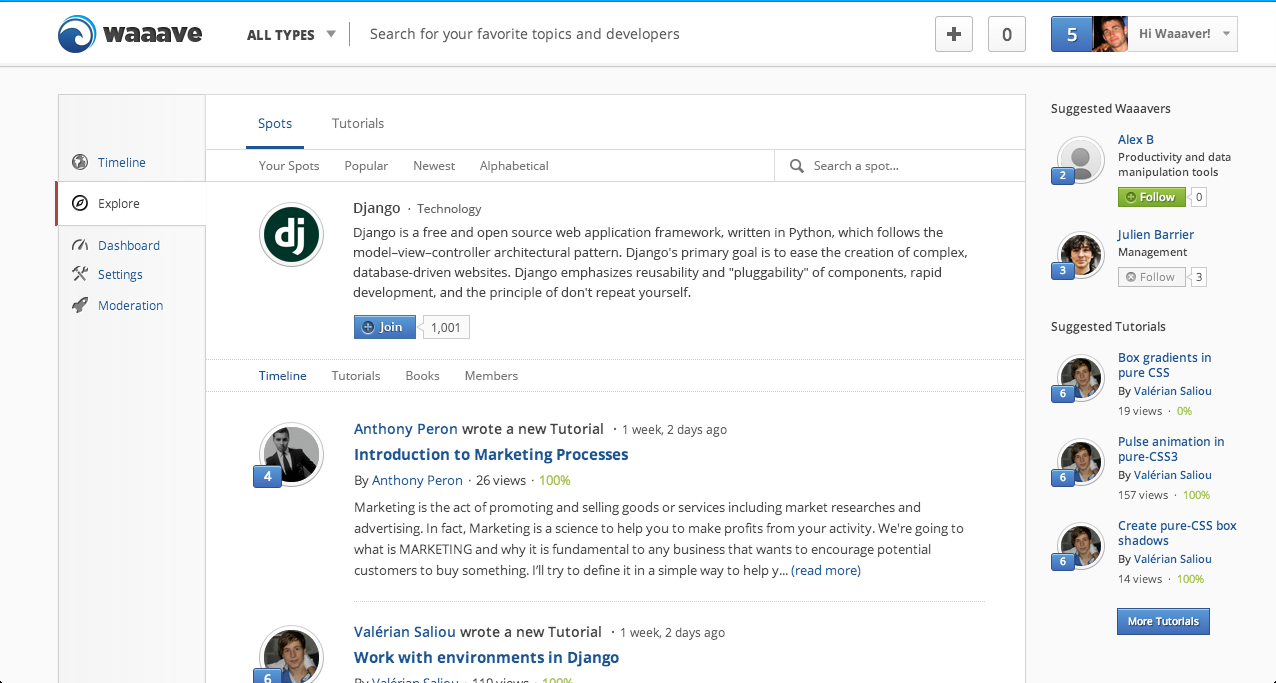 waaave
ALL TYPES
Search for your favorite topics and developers
0
5
Hi Waaaver!
Timeline
Explore
Dashboard
Settings
Moderation
Spots
Tutorials
Your Spots
Popular
Newest
Alphabetical
Search a spot...
dj
Django · Technology
Django is a free and open source web application framework, written in Python, which follows the
model–view–controller architectural pattern. Django's primary goal is to ease the creation of complex,
database-driven websites. Django emphasizes reusability and "pluggability" of components, rapid
development, and the principle of don't repeat yourself.
Join
1,001
Timeline
Tutorials
Books
Members
4
Anthony Peron wrote a new Tutorial · 1 week, 2 days ago
Introduction to Marketing Processes
By Anthony Peron · 26 views · 100%
Marketing is the act of promoting and selling goods or services including market researches and
advertising. In fact, Marketing is a science to help you to make profits from your activity. We're going to
what is MARKETING and why it is fundamental to any business that wants to encourage potential
customers to buy something. I'll try to define it in a simple way to help y... (read more)
6
Valérian Saliou wrote a new Tutorial · 1 week, 2 days ago
Work with environments in Django
By Valérian Saliou · 110 views · 100%
Suggested Waaavers
2
Alex B
Productivity and data
manipulation tools
Follow
0
3
Julien Barrier
Management
Follow
3
Suggested Tutorials
6
Box gradients in
pure CSS
By Valérian Saliou
19 views · 0%
6
Pulse animation in
pure-CSS3
By Valérian Saliou
157 views · 100%
6
Create pure-CSS box
shadows
By Valérian Saliou
14 views · 100%
More Tutorials